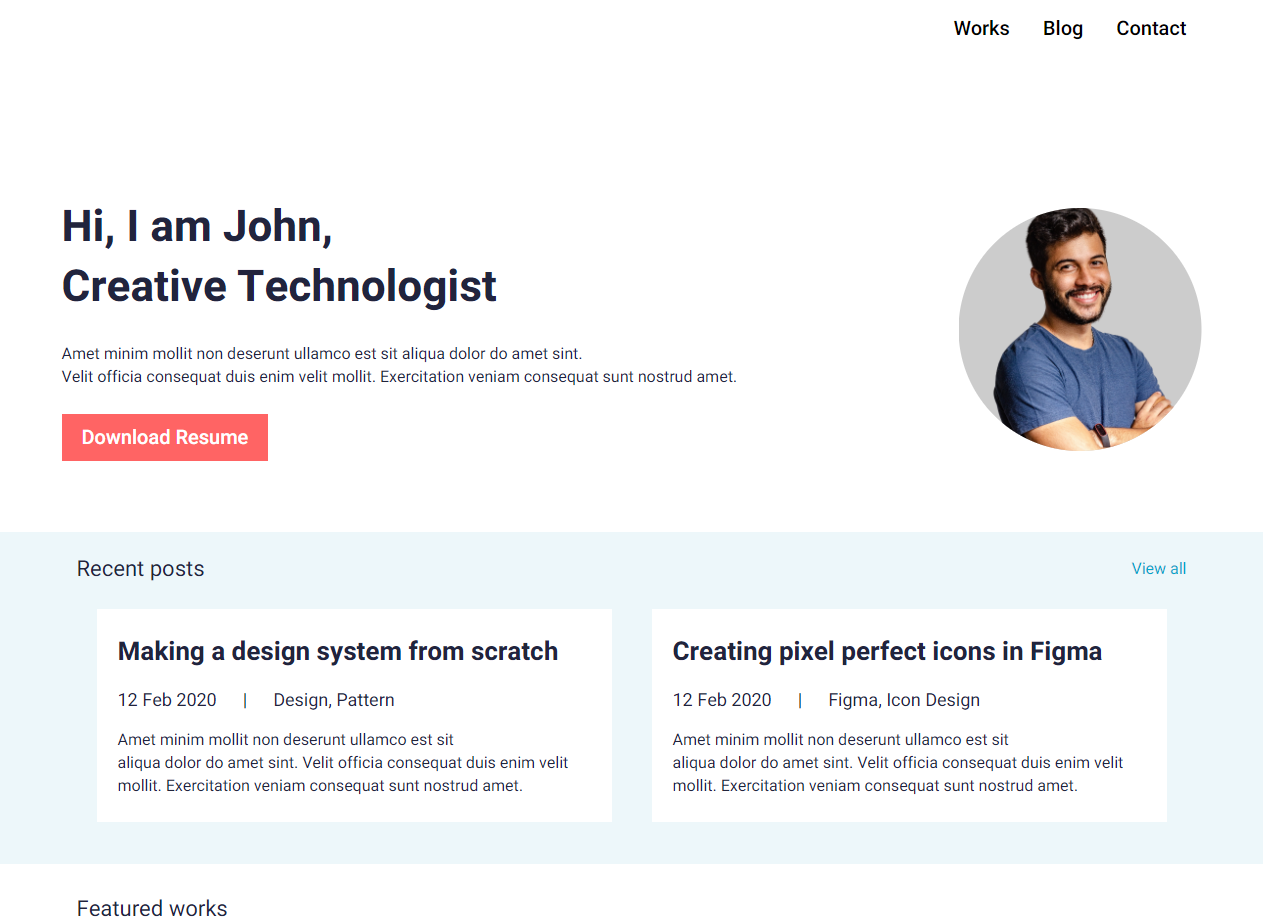 Works Blog Contact
Hi, I am John,
Creative Technologist
Amet minim mollit non deserunt ullamco est sit aliqua dolor do amet sint.
Velit officia consequat duis enim velit mollit. Exercitation veniam consequat sunt nostrud amet.
Download Resume
Recent posts
View all
Making a design system from scratch
12 Feb 2020 | Design, Pattern
Amet minim mollit non deserunt ullamco est sit
aliqua dolor do amet sint. Velit officia consequat duis enim velit
mollit. Exercitation veniam consequat sunt nostrud amet.
Creating pixel perfect icons in Figma
12 Feb 2020 | Figma, Icon Design
Amet minim mollit non deserunt ullamco est sit
aliqua dolor do amet sint. Velit officia consequat duis enim velit
mollit. Exercitation veniam consequat sunt nostrud amet.
Featured works